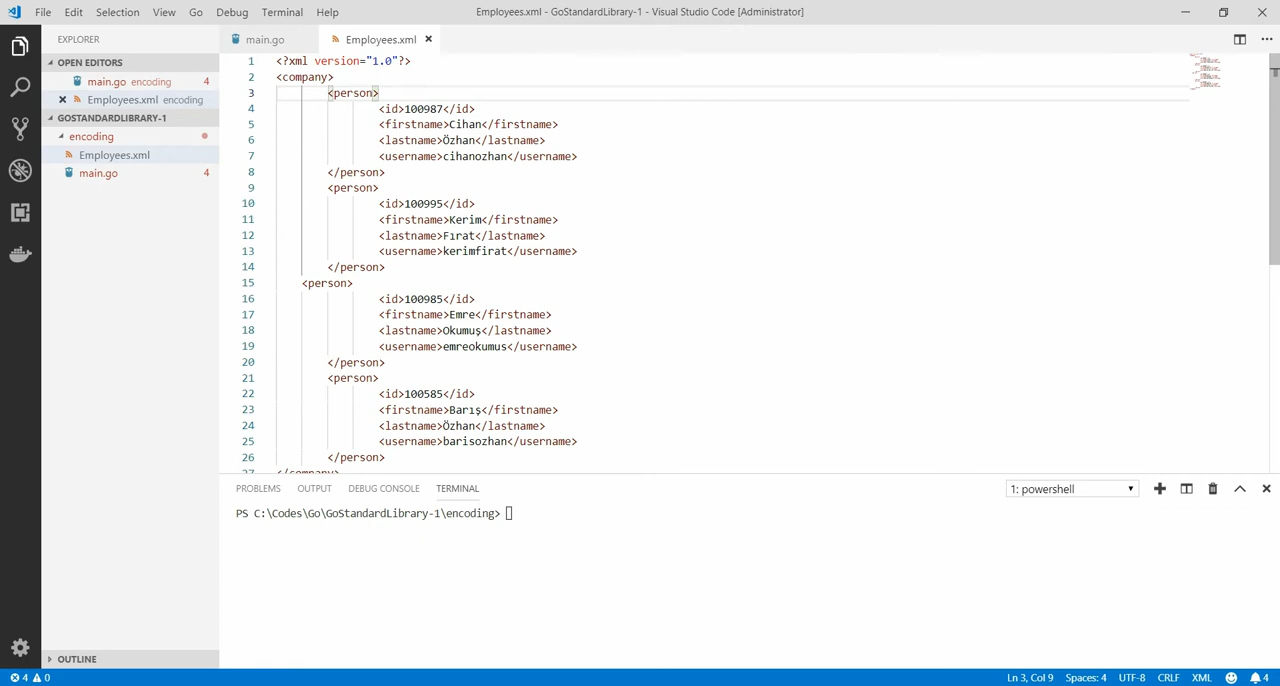 File Edit Selection View Go Debug Terminal Help Employees.xml - GoStandardLibrary-1 - Visual Studio Code [Administrator]
EXPLORER
main.go
Employees.xml
OPEN EDITORS
main.go encoding 4
Employees.xml encoding
GOSTANDARDLIBRARY-1
encoding
Employees.xml
main.go 4
1 <?xml version="1.0"?>
2 <company>
3 <person>
4 <id>100987</id>
5 <firstname>Cihan</firstname>
6 <lastname>Özhan</lastname>
7 <username>cihanozhan</username>
8 </person>
9 <person>
10 <id>100995</id>
11 <firstname>Kerim</firstname>
12 <lastname>Fırat</lastname>
13 <username>kerimfirat</username>
14 </person>
15 <person>
16 <id>100985</id>
17 <firstname>Emre</firstname>
18 <lastname>Okumuş</lastname>
19 <username>emreokumus</username>
20 </person>
21 <person>
22 <id>100585</id>
23 <firstname>Barış</firstname>
24 <lastname>Özhan</lastname>
25 <username>barisozhan</username>
26 </person>
27 </company>
PROBLEMS OUTPUT DEBUG CONSOLE TERMINAL 1: powershell
PS C:\Codes\Go\GoStandardLibrary-1\encoding>
OUTLINE
4 0 Ln 3, Col 9 Spaces: 4 UTF-8 CRLF XML 4